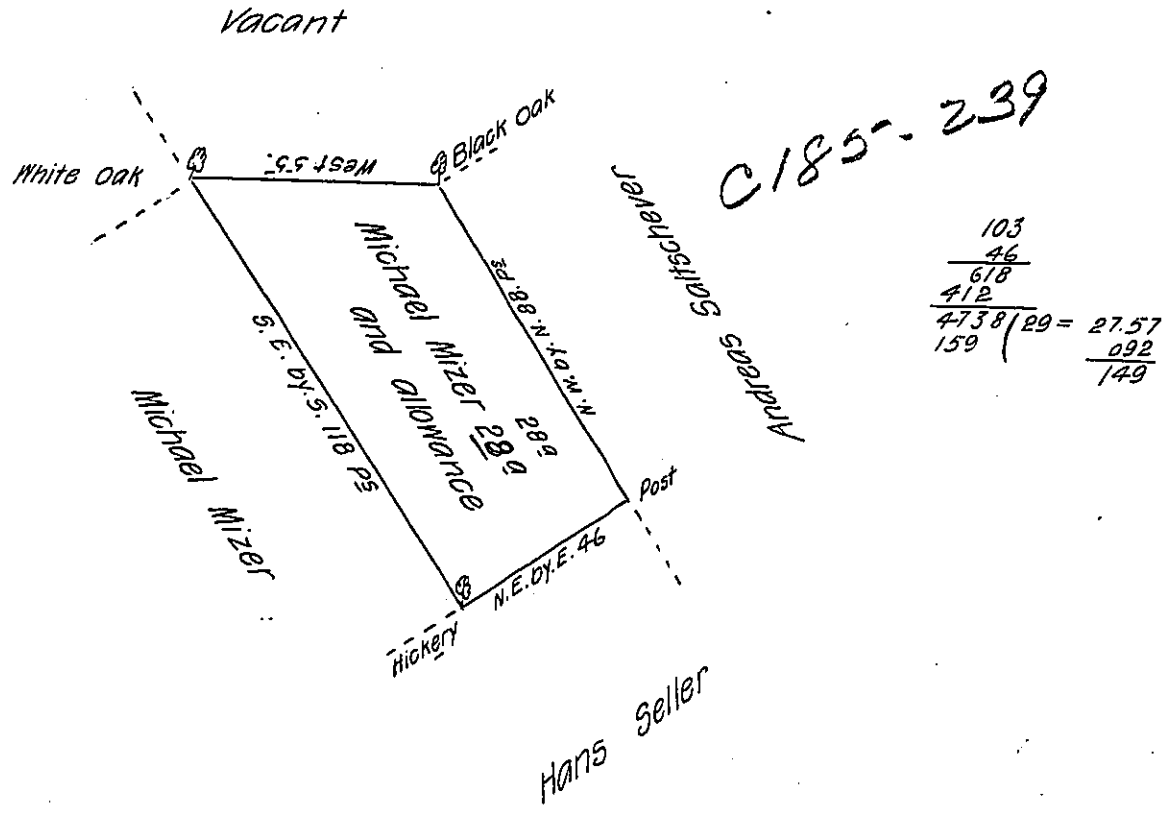 Vacant
C185-239
White Oak
West 55.
Black Oak
Andreas Saltschever
Michael Mizer 28a
and allowance
28a
S.E. by. S. 118 Ps
N.W. by. N. 88. Ps
Michael Mizer
Post
N.E. by. E. 46
Hickery
Hans Seller
103
46
618
412
4738 (29 = 27.57
159
092
149